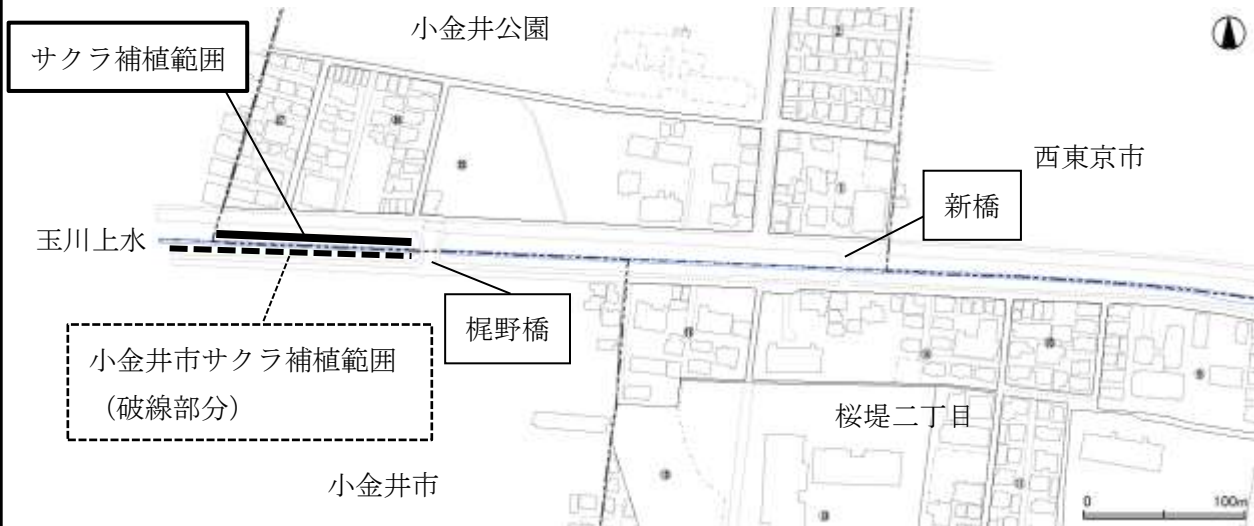 小金井公園
サクラ補植範囲
西東京市
新橋
玉川上水
梶野橋
小金井市サクラ補植範囲
（破線部分）
桜堤二丁目
小金井市
0 100m